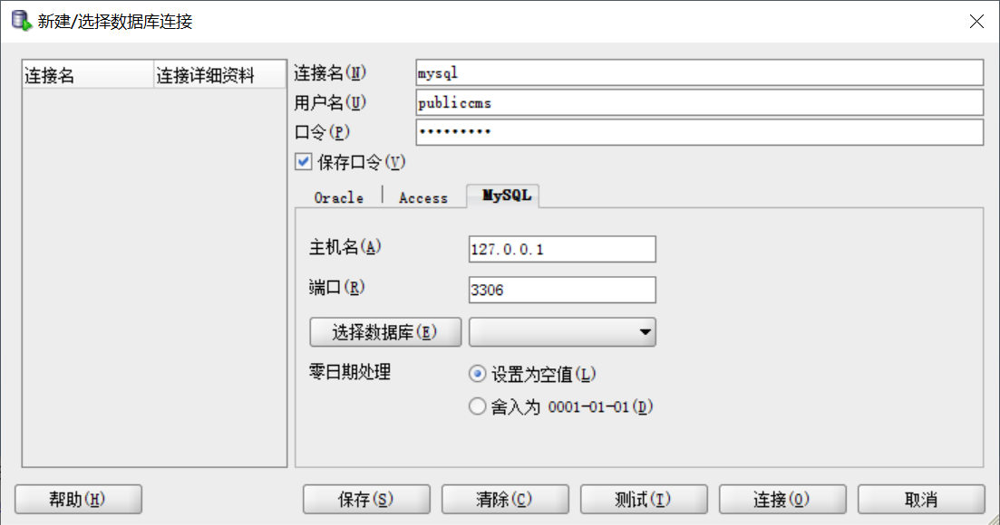 新建/选择数据库连接
连接名 连接详细资料
连接名(N) mysql
用户名(U) publiccms
口令(P) •••••••••
保存口令(V)
Oracle Access MySQL
主机名(A) 127.0.0.1
端口(R) 3306
选择数据库(E)
零日期处理 设置为空值(L)
舍入为 0001-01-01(D)
帮助(H) 保存(S) 清除(C) 测试(T) 连接(O) 取消